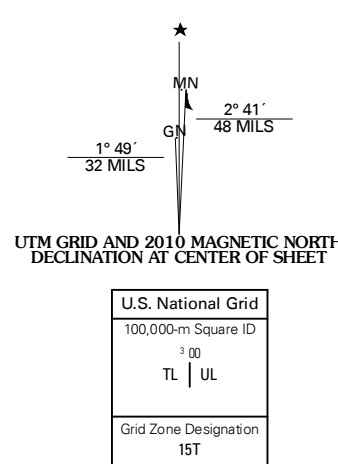 ★
MN
2° 41´
48 MILS
GN
1° 49´
32 MILS
UTM GRID AND 2010 MAGNETIC NORTH
DECLINATION AT CENTER OF SHEET
U.S. National Grid
100,000-m Square ID
3 00
TL | UL
Grid Zone Designation
15T